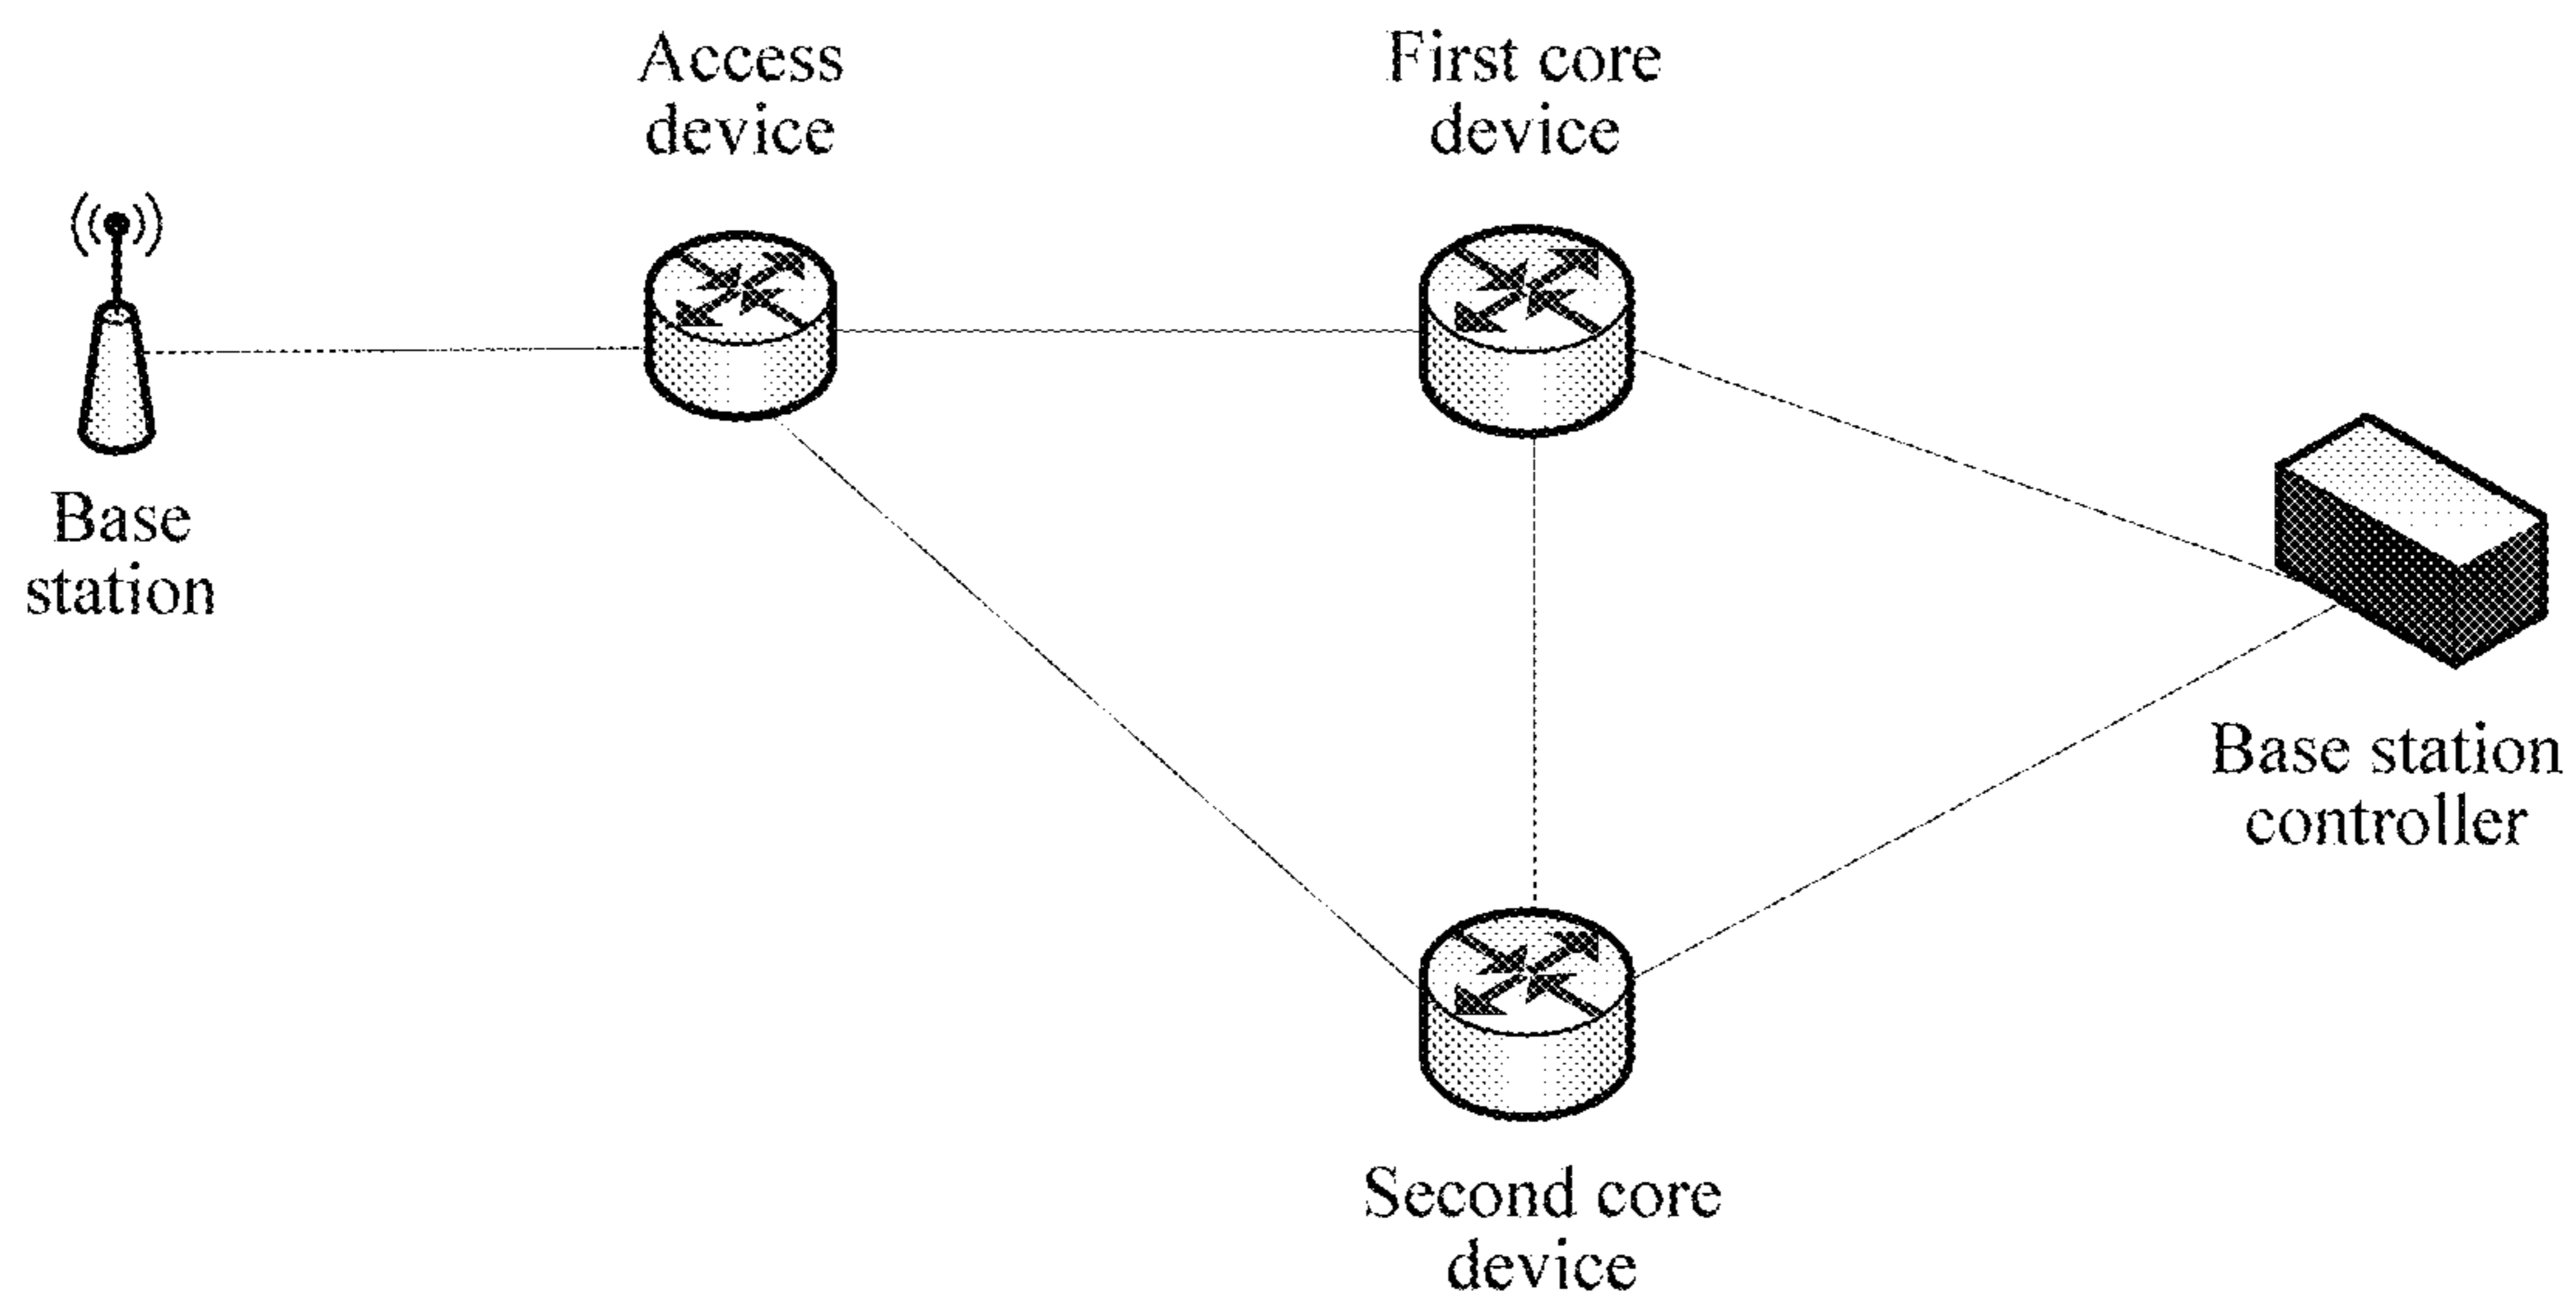 Access
device
First core
device
Base
station
Base station
controller
Second core
device